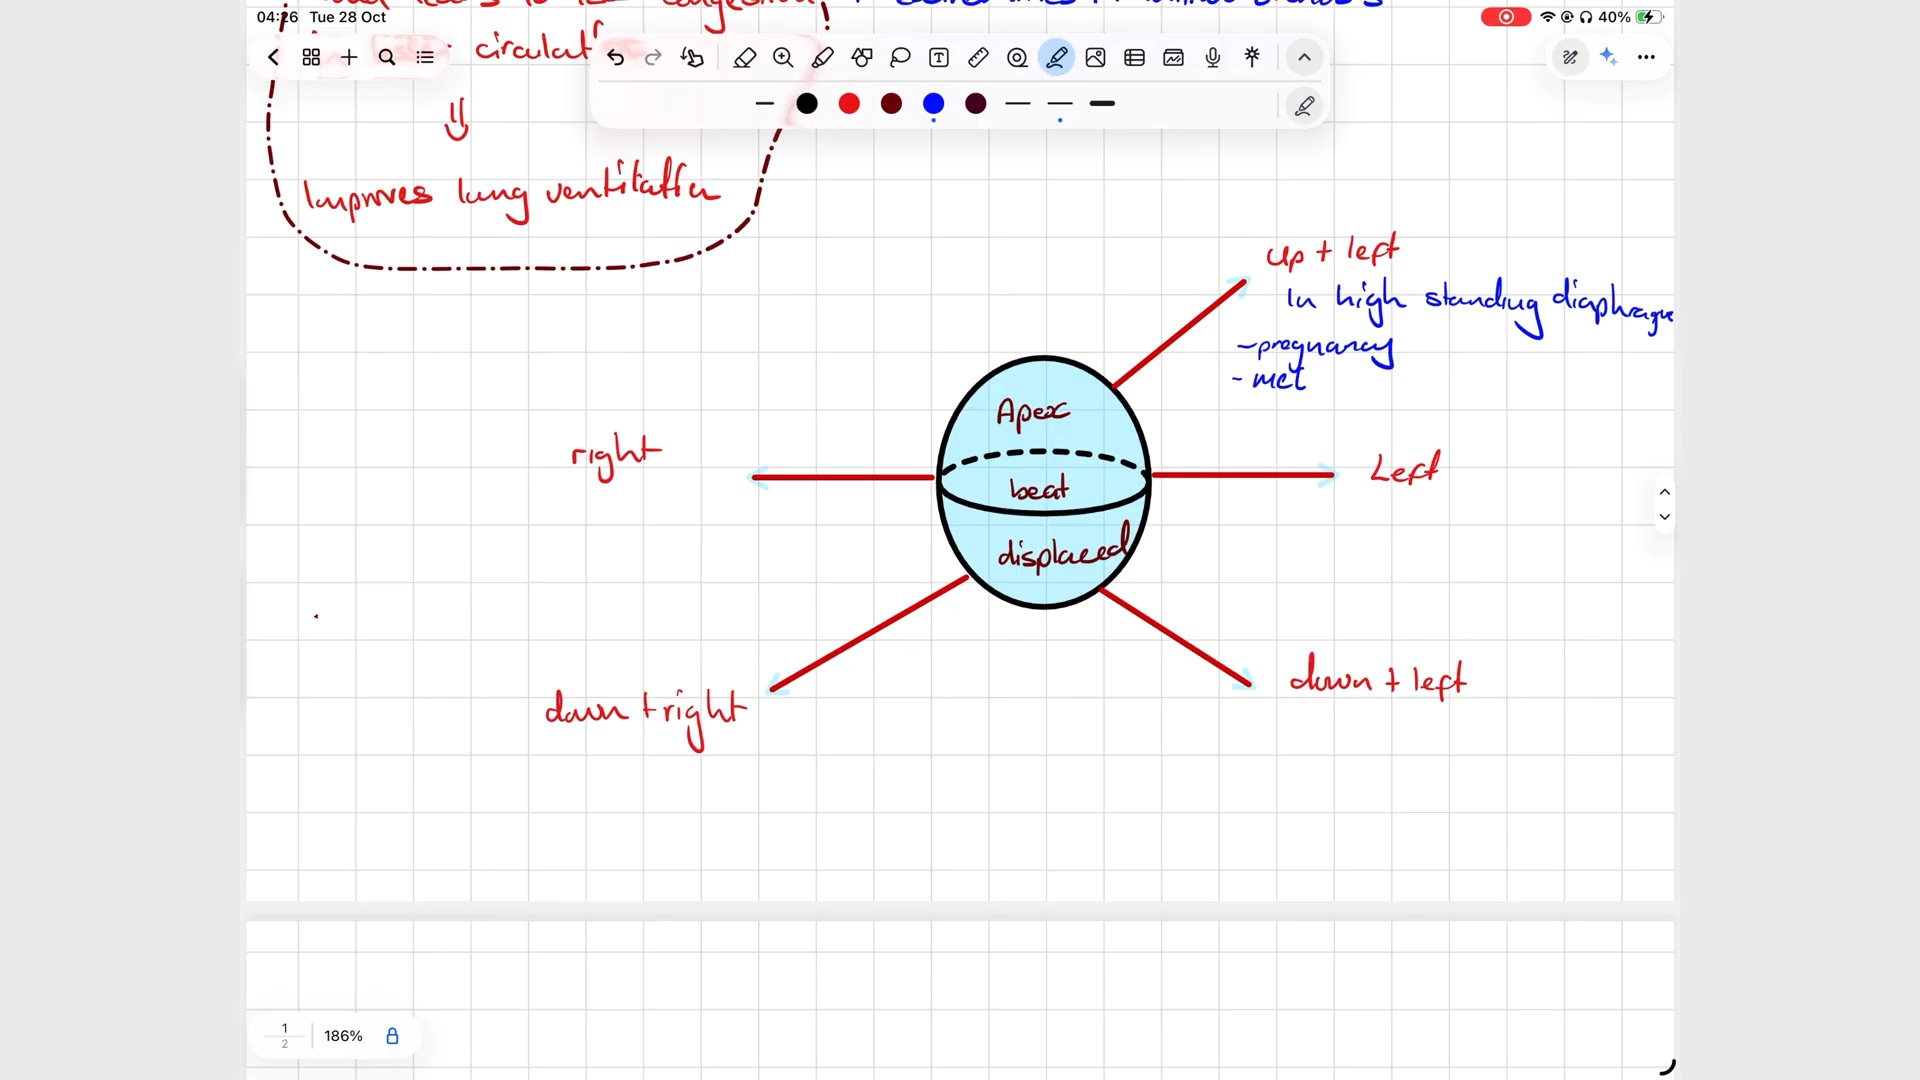 04:26 Tue 28 Oct
40%
circulat
Improves lung ventilation
up + left
In high standing diaphragm
- pregnancy
- met
Apex
right
Left
beat
displaced
down + left
down + right
1
2
186%